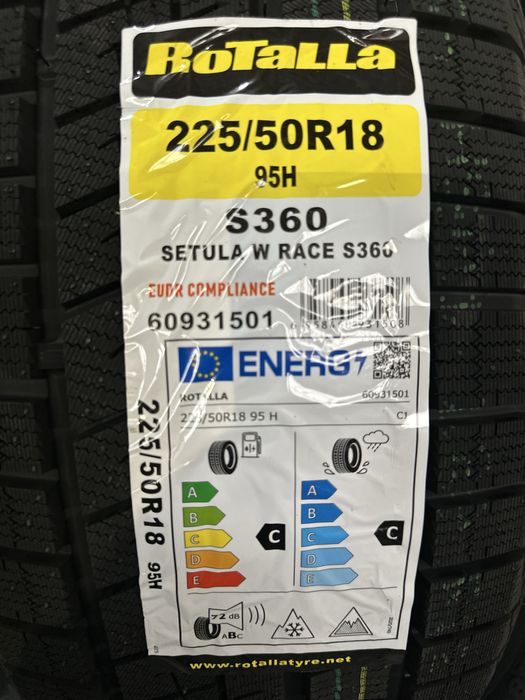 RoTaLLa
225/50R18
95H
S360
SETULA W RACE S360
EUDR COMPLIANCE
60931501
ENERG
ROTALLA
60931501
225/50R18 95 H
C1
A
B
C
D
E
C
A
B
C
D
E
C
72 dB
ABC
225/50R18 95H
www.rotallatyre.net